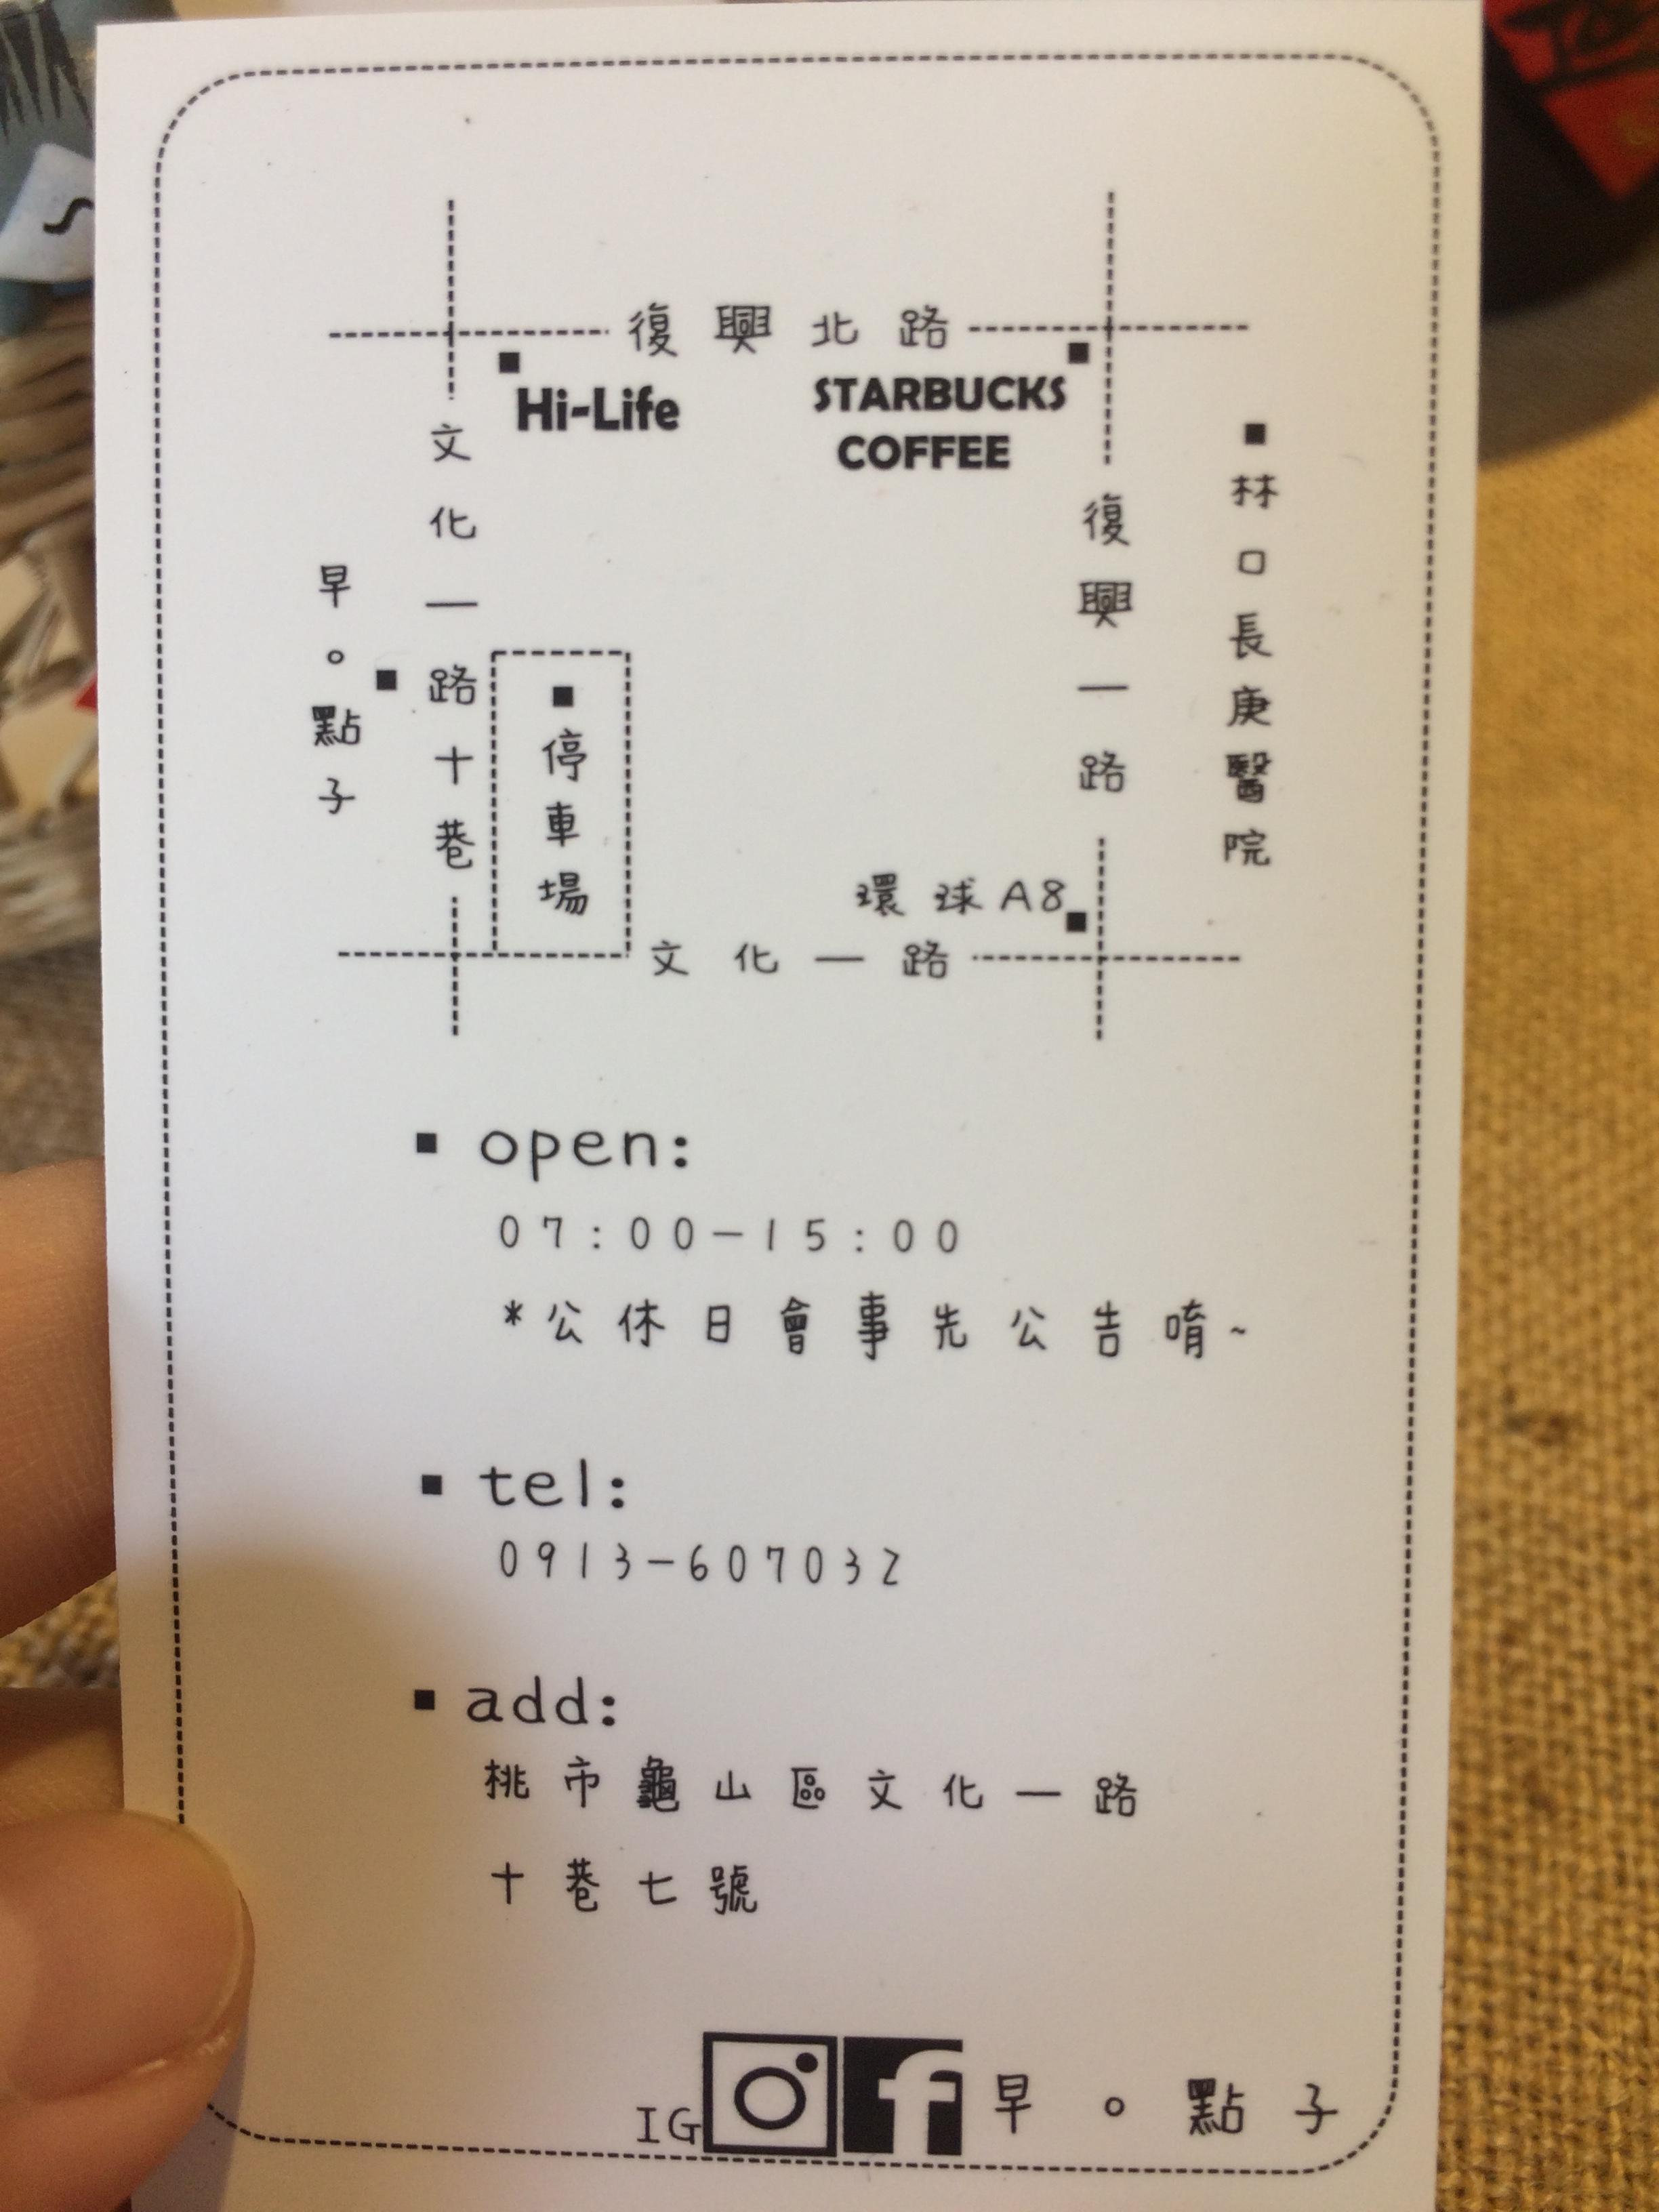 復興北路
Hi-Life
STARBUCKS
COFFEE
文化一路十巷
早。點子
停車場
復興一路
林口長庚醫院
環球A8
文化一路
open:
07:00-15:00
*公休日會事先公告唷~
tel:
0913-607032
add:
桃市龜山區文化一路
十巷七號
IG f 早。點子